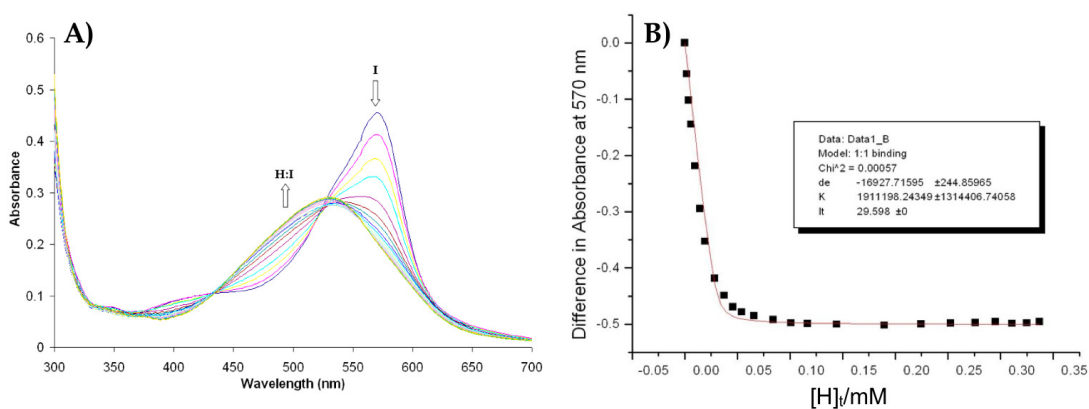 A)
I
H:I
0.6
0.5
0.4
0.3
0.2
0.1
0
300 350 400 450 500 550 600 650 700
Absorbance
Wavelength (nm)
B)
0.0
-0.1
-0.2
-0.3
-0.4
-0.5
-0.05 0.00 0.05 0.10 0.15 0.20 0.25 0.30 0.35
Difference in Absorbance at 570 nm
[H]t/mM
Data: Data1_B
Model: 1:1 binding
Chi^2 = 0.00057
de -16927.71595 ±244.85965
K 1911198.24349 ±1314406.74058
It 29.598 ±0